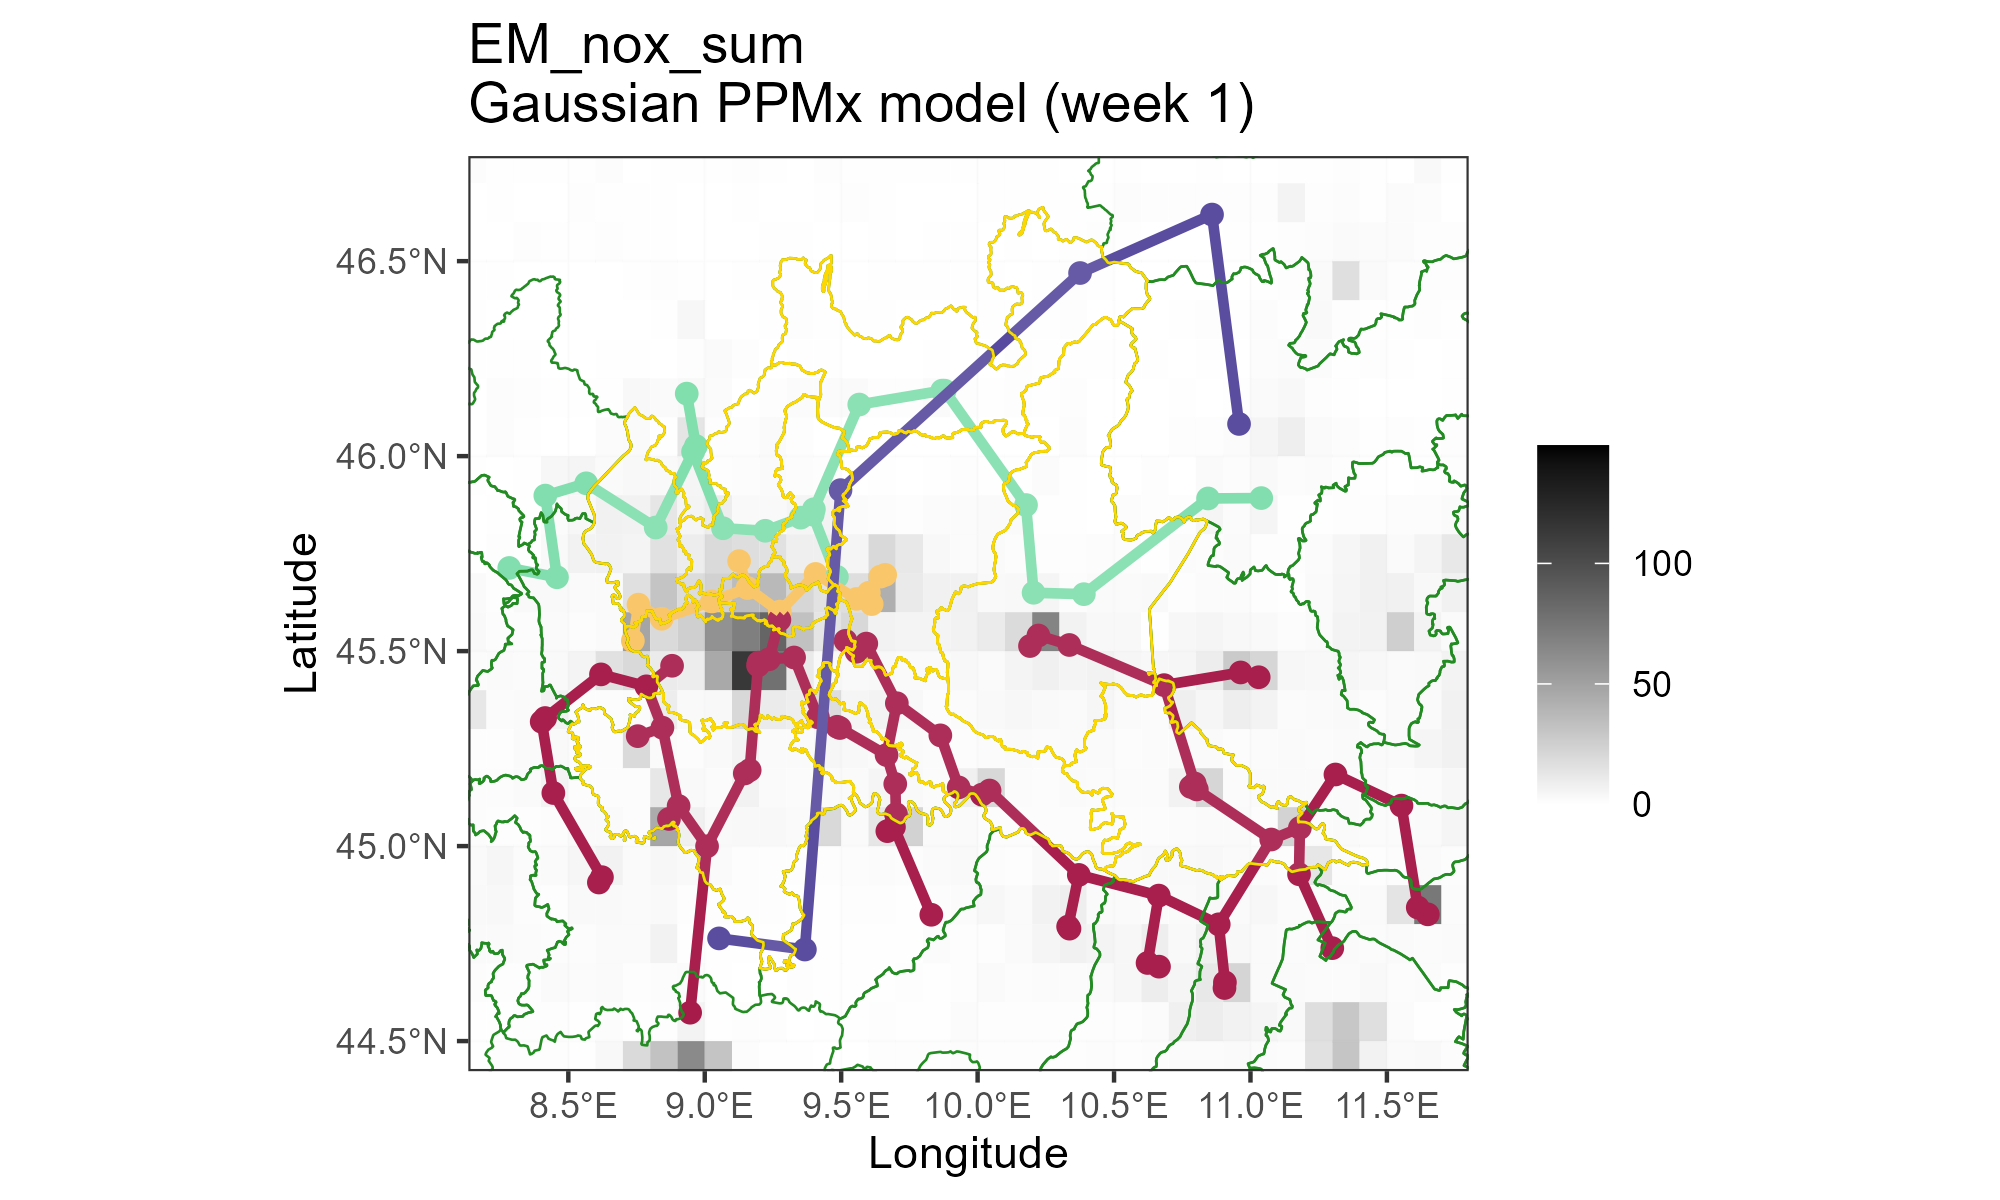 EM_nox_sum
Gaussian PPMx model (week 1)
46.5°N
46.0°N
45.5°N
45.0°N
44.5°N
Latitude
8.5°E
9.0°E
9.5°E
10.0°E
10.5°E
11.0°E
11.5°E
Longitude
100
50
0